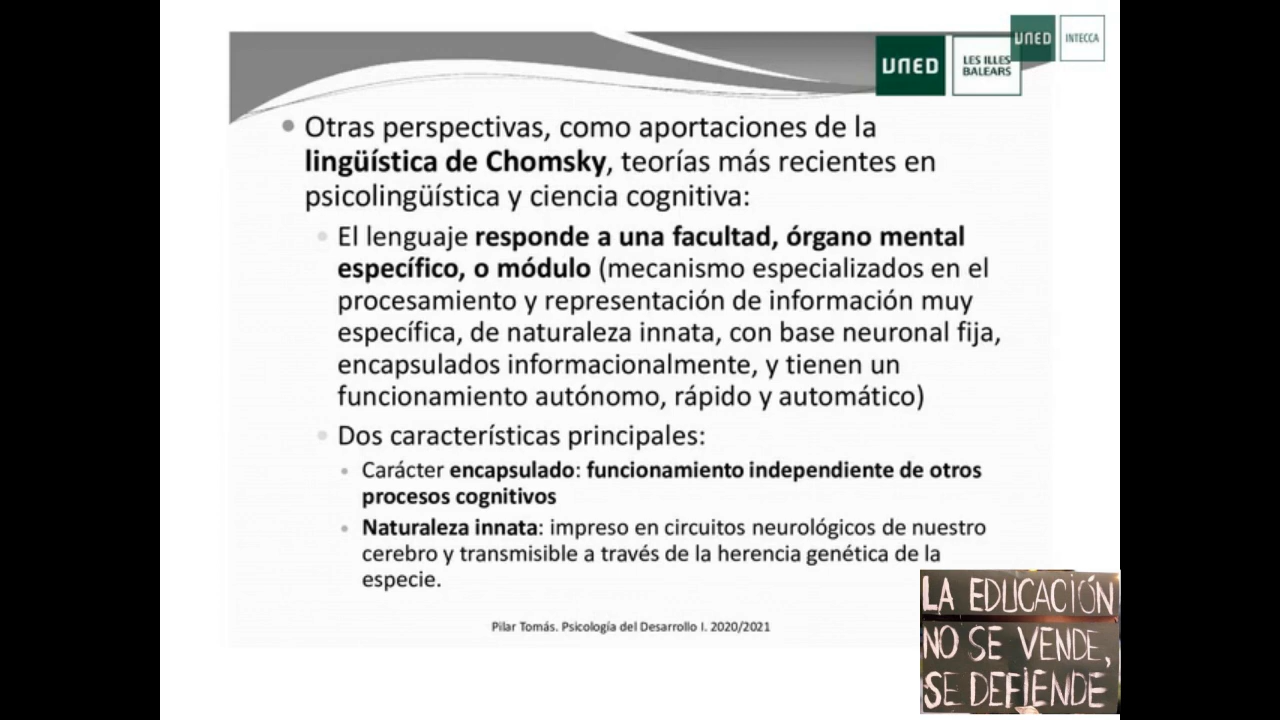 UNED
INTECCA
UNED
LES ILLES
BALEARS
Otras perspectivas, como aportaciones de la
lingüística de Chomsky, teorías más recientes en
psicolingüística y ciencia cognitiva:
El lenguaje responde a una facultad, órgano mental
específico, o módulo (mecanismo especializados en el
procesamiento y representación de información muy
específica, de naturaleza innata, con base neuronal fija,
encapsulados informacionalmente, y tienen un
funcionamiento autónomo, rápido y automático)
Dos características principales:
Carácter encapsulado: funcionamiento independiente de otros
procesos cognitivos
Naturaleza innata: impreso en circuitos neurológicos de nuestro
cerebro y transmisible a través de la herencia genética de la
especie.
Pilar Tomás. Psicología del Desarrollo I. 2020/2021
LA EDUCACIÓN
NO SE VENDE,
SE DEFIENDE